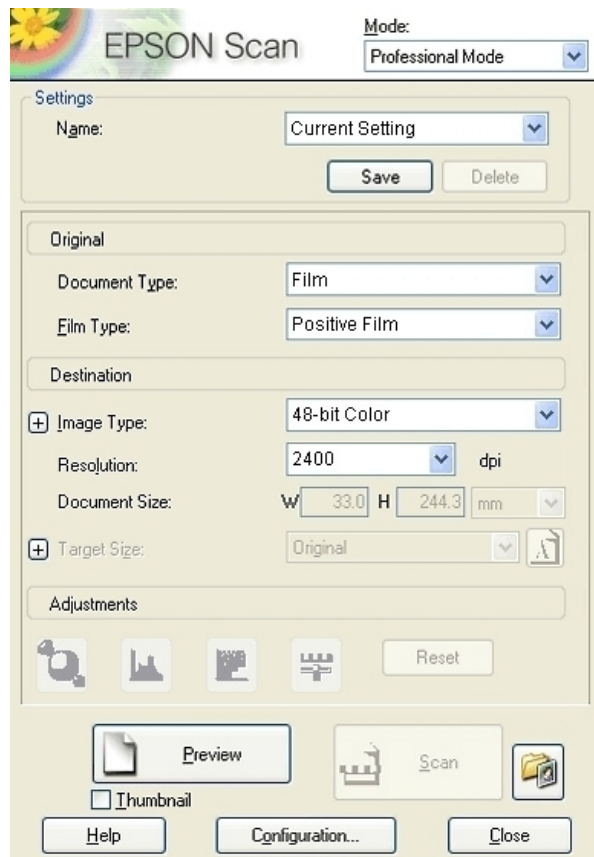 EPSON Scan
Mode:
Professional Mode
Settings
Name: Current Setting
Save Delete
Original
Document Type: Film
Film Type: Positive Film
Destination
Image Type: 48-bit Color
Resolution: 2400 dpi
Document Size: W 33.0 H 244.3 mm
Target Size: Original
Adjustments
Reset
Preview Scan
Thumbnail
Help Configuration... Close